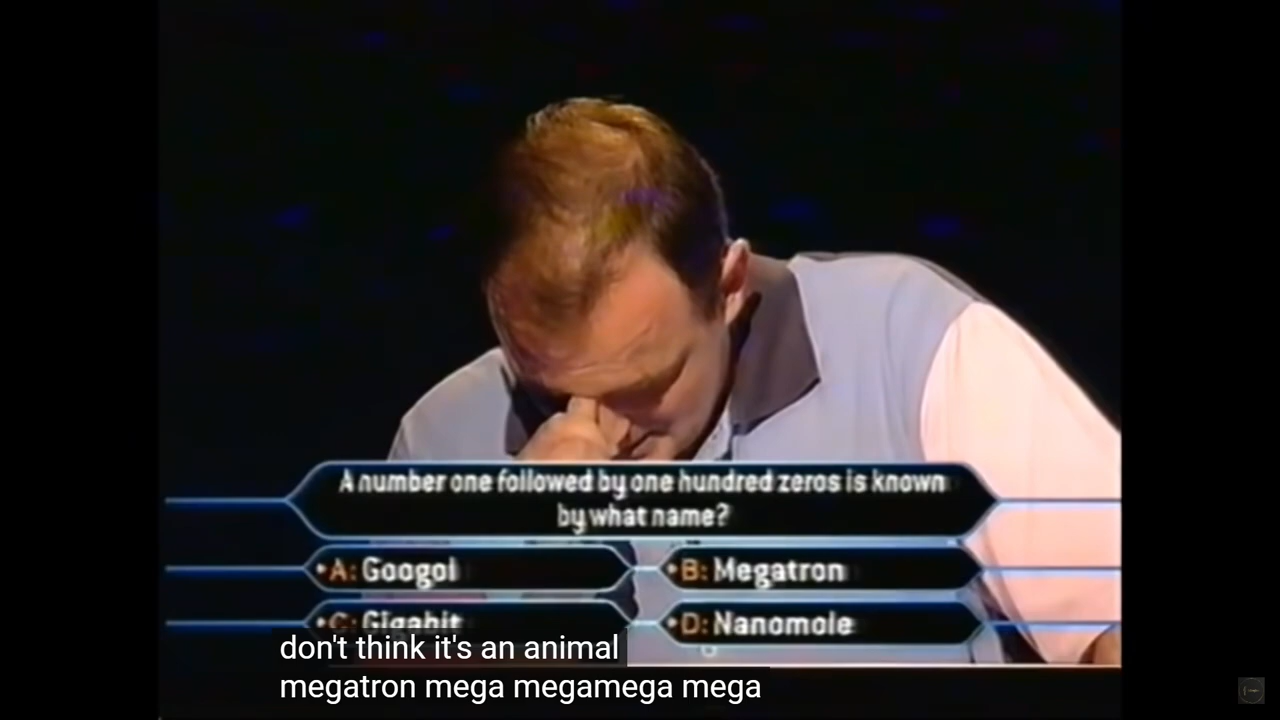 A number one followed by one hundred zeros is known
by what name?
A: Googol
B: Megatron
C: Gigabit
D: Nanomole
don't think it's an animal
megatron mega megamega mega